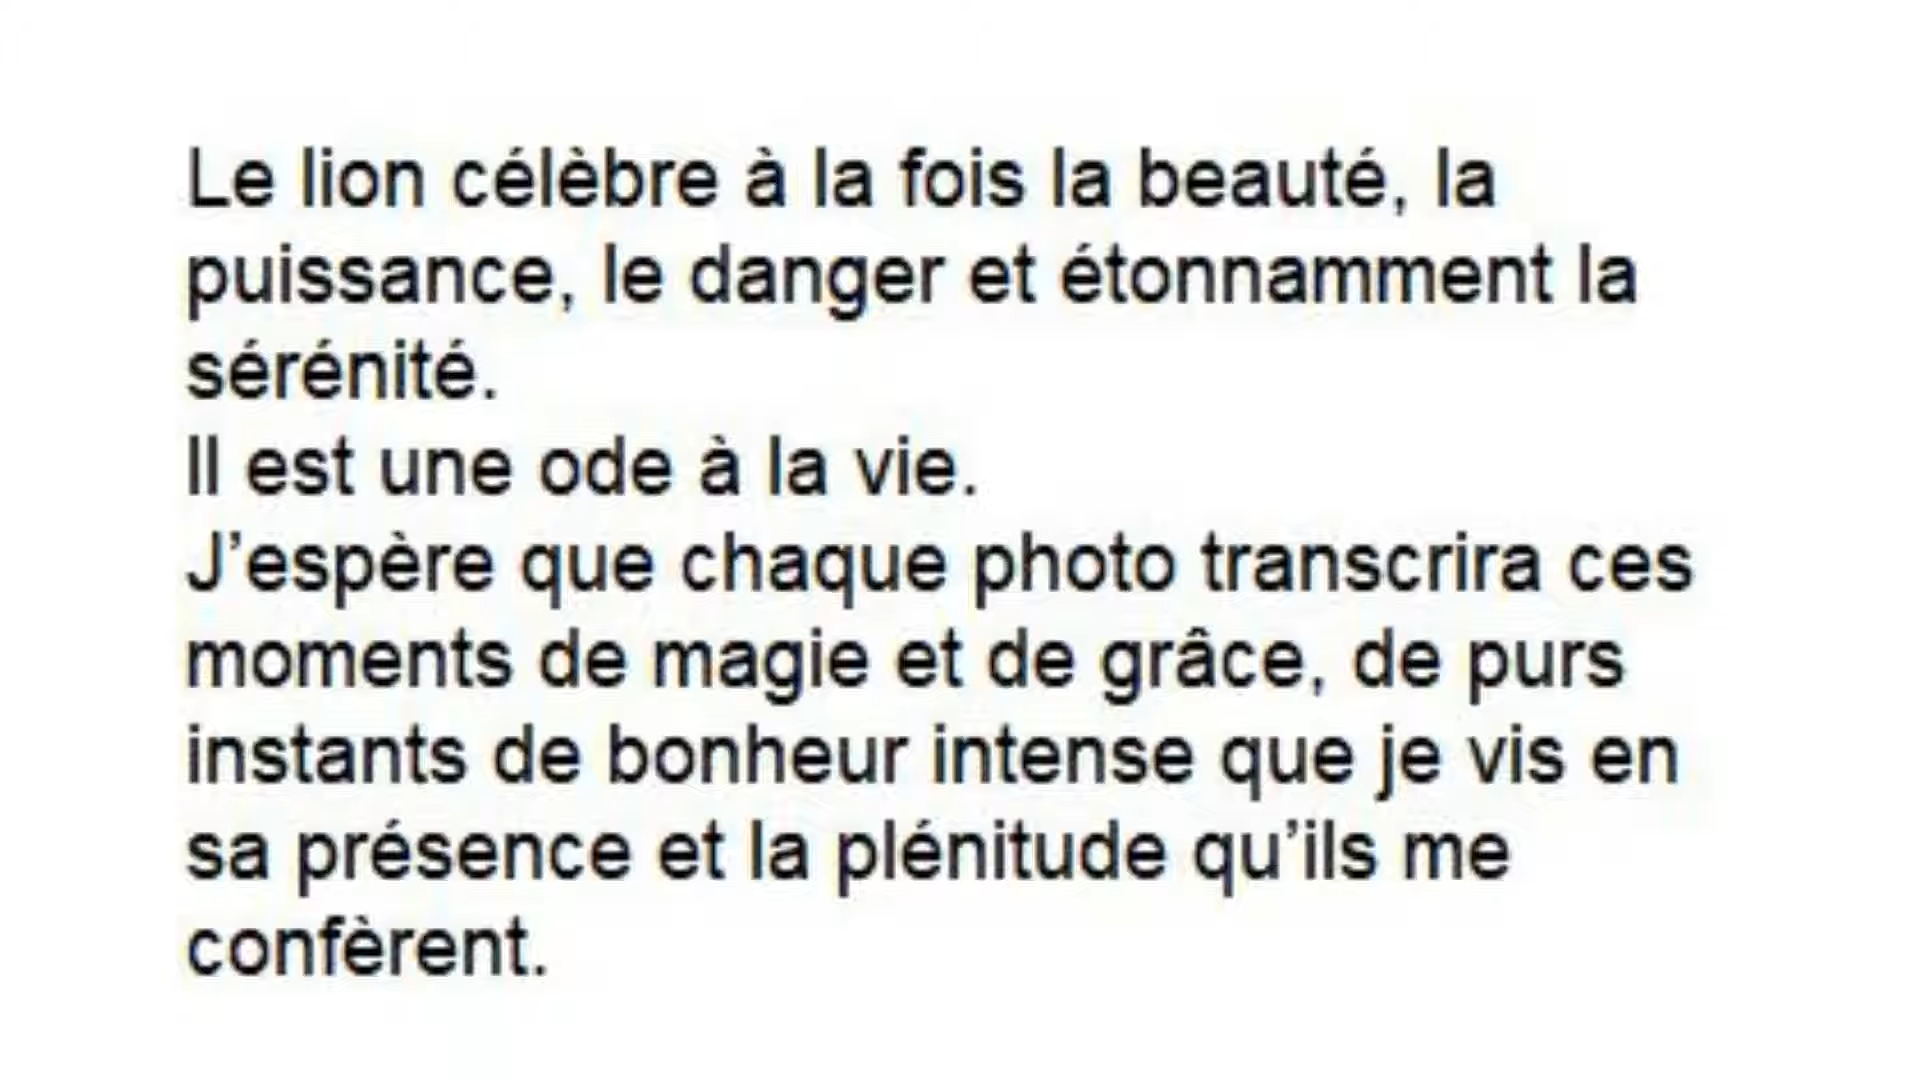 Le lion célèbre à la fois la beauté, la
puissance, le danger et étonnamment la
sérénité.
Il est une ode à la vie.
J’espère que chaque photo transcrira ces
moments de magie et de grâce, de purs
instants de bonheur intense que je vis en
sa présence et la plénitude qu’ils me
confèrent.